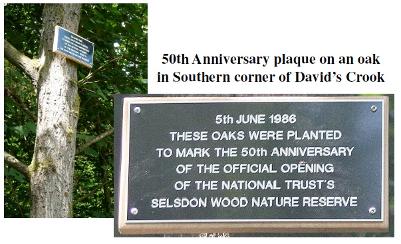 50th Anniversary plaque on an oak
in Southern corner of David's Crook
5th JUNE 1986
THESE OAKS WERE PLANTED
TO MARK THE 50th ANNIVERSARY
OF THE OFFICIAL OPENING
OF THE NATIONAL TRUST'S
SELSDON WOOD NATURE RESERVE